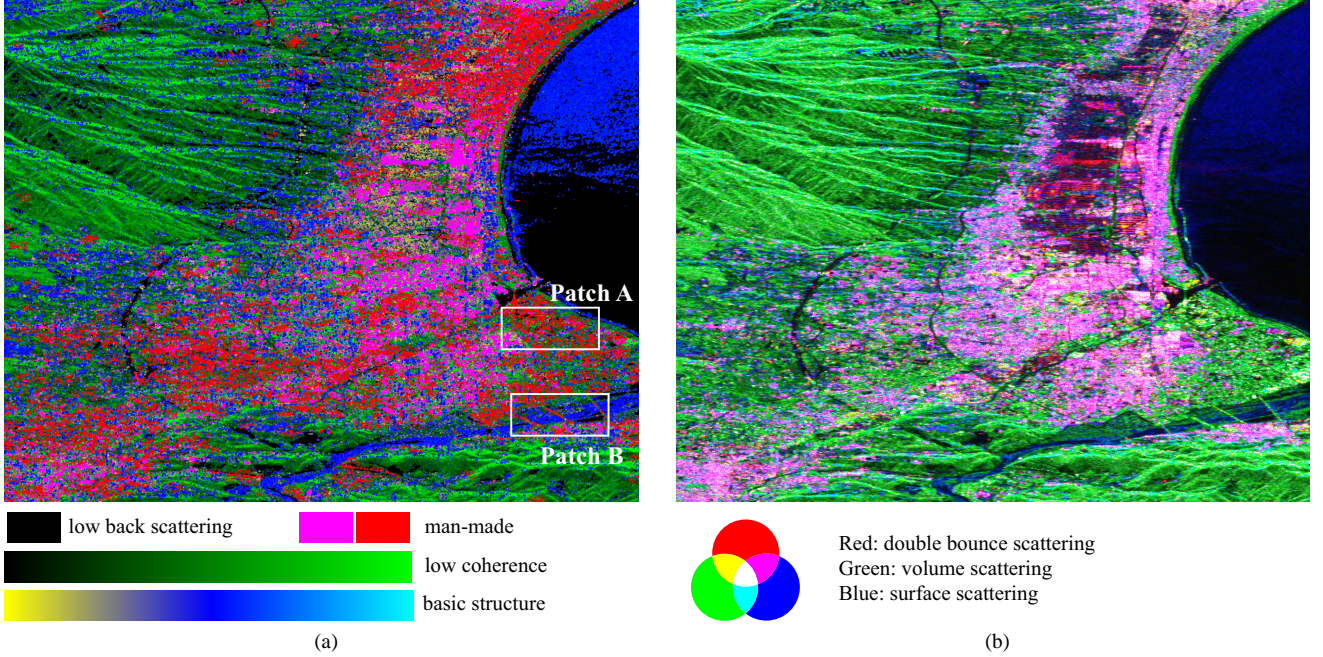 Patch A
Patch B
low back scattering
man-made
low coherence
basic structure
(a)
Red: double bounce scattering
Green: volume scattering
Blue: surface scattering
(b)